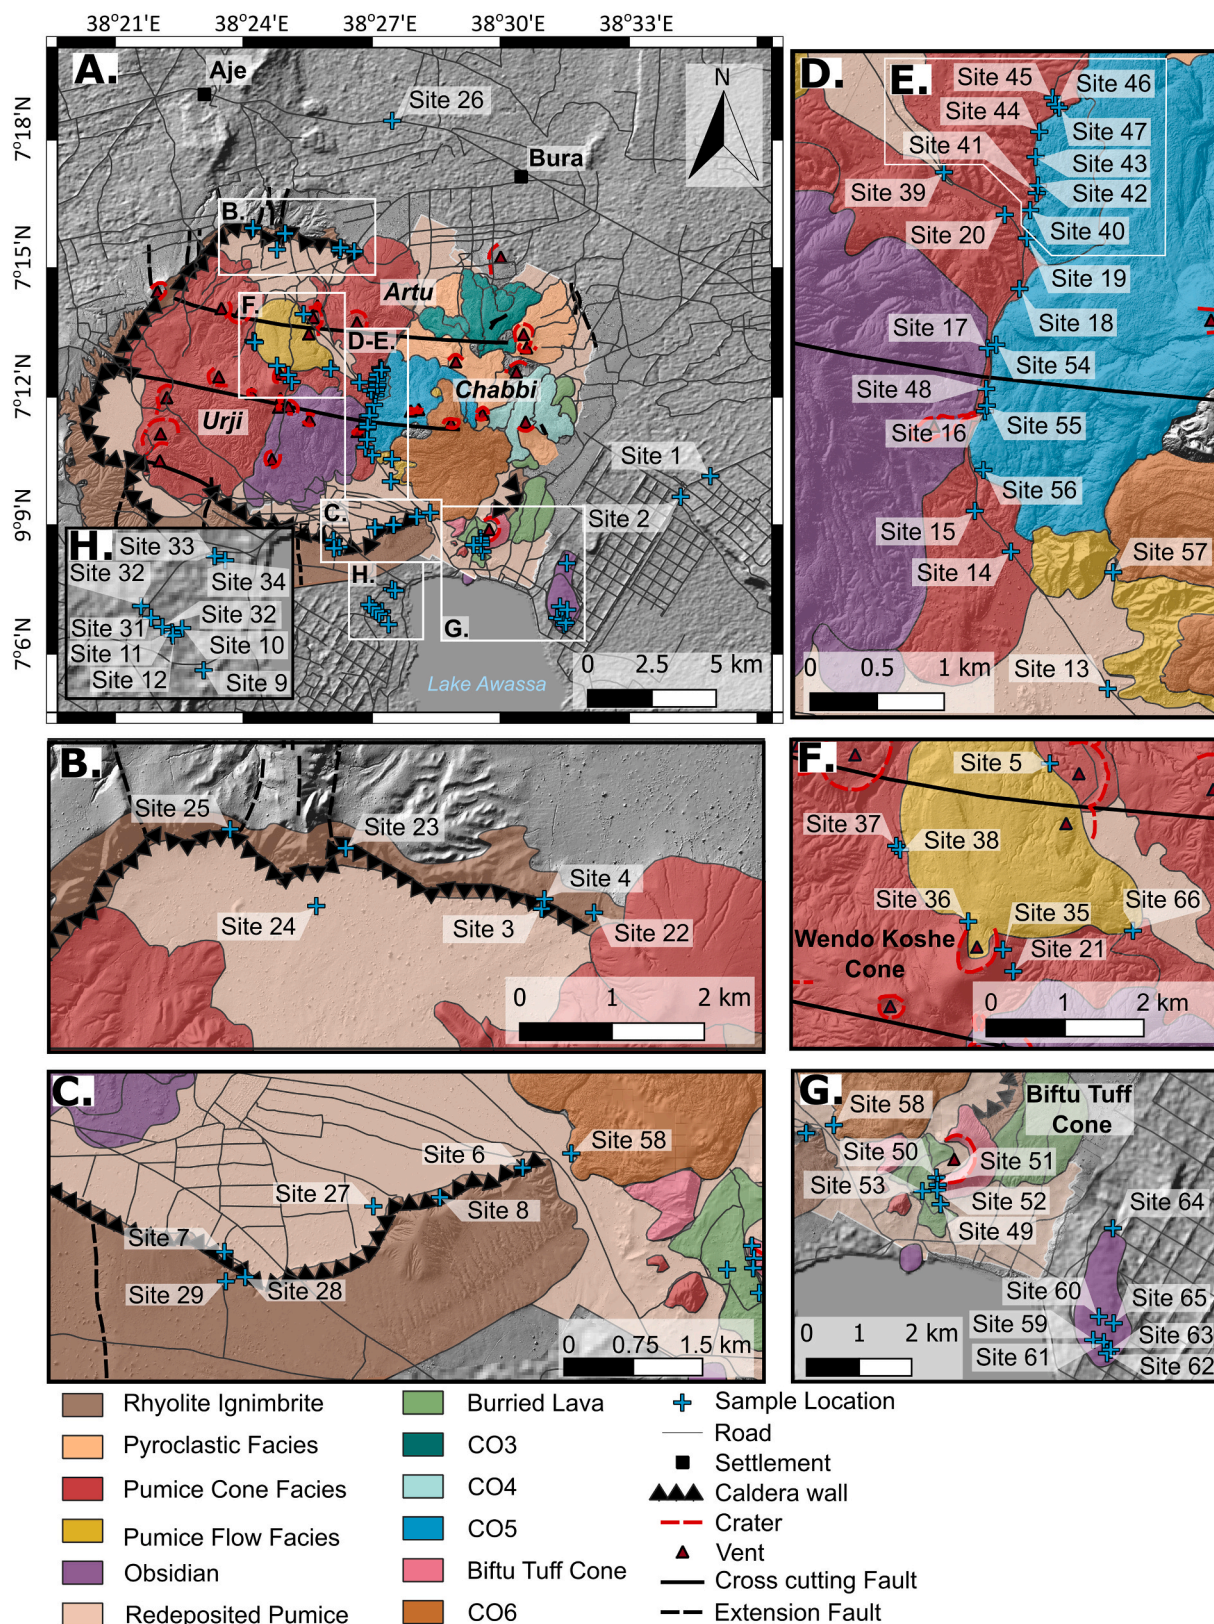 38°21'E 38°24'E 38°27'E 38°30'E 38°33'E
A.
Aje
Site 26
N
Bura
7°18'N
7°15'N
7°12'N
9°9'N
7°6'N
B.
Artu
F.
D-E.
Chabbi
Urji
Site 1
C.
Site 2
H.
Site 33
Site 32
Site 34
H.
Site 32
Site 31
Site 10
Site 11
Site 12
Site 9
G.
Lake Awassa
0 2.5 5 km
D.
E.
Site 45
Site 46
Site 44
Site 47
Site 41
Site 43
Site 42
Site 39
Site 40
Site 20
Site 19
Site 18
Site 17
Site 54
Site 48
Site 16
Site 55
Site 56
Site 15
Site 57
Site 14
Site 13
0 0.5 1 km
B.
Site 25
Site 23
Site 4
Site 24
Site 3
Site 22
0 1 2 km
F.
Site 5
Site 37
Site 38
Site 36
Site 35
Site 66
Wendo Koshe
Cone
Site 21
0 1 2 km
C.
Site 58
Site 6
Site 27
Site 8
Site 7
Site 29
Site 28
0 0.75 1.5 km
G.
Biftu Tuff
Cone
Site 58
Site 50
Site 51
Site 53
Site 52
Site 49
Site 64
Site 60
Site 65
Site 59
Site 63
Site 61
Site 62
0 1 2 km
Rhyolite Ignimbrite
Pyroclastic Facies
Pumice Cone Facies
Pumice Flow Facies
Obsidian
Redeposited Pumice
Burried Lava
CO3
CO4
CO5
Biftu Tuff Cone
CO6
Sample Location
Road
Settlement
Caldera wall
Crater
Vent
Cross cutting Fault
Extension Fault